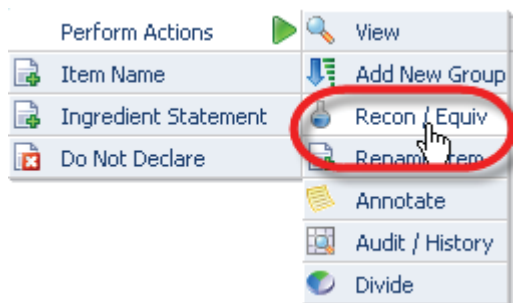 Perform Actions
Item Name
Ingredient Statement
Do Not Declare
View
Add New Group
Recon / Equiv
Rename Item
Annotate
Audit / History
Divide